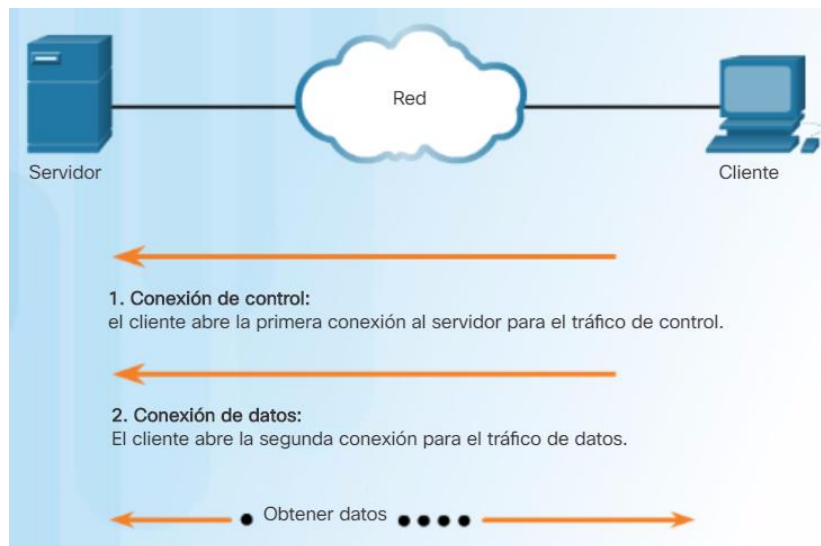 Red
Servidor
Cliente
1. Conexión de control:
el cliente abre la primera conexión al servidor para el tráfico de control.
2. Conexión de datos:
El cliente abre la segunda conexión para el tráfico de datos.
Obtener datos